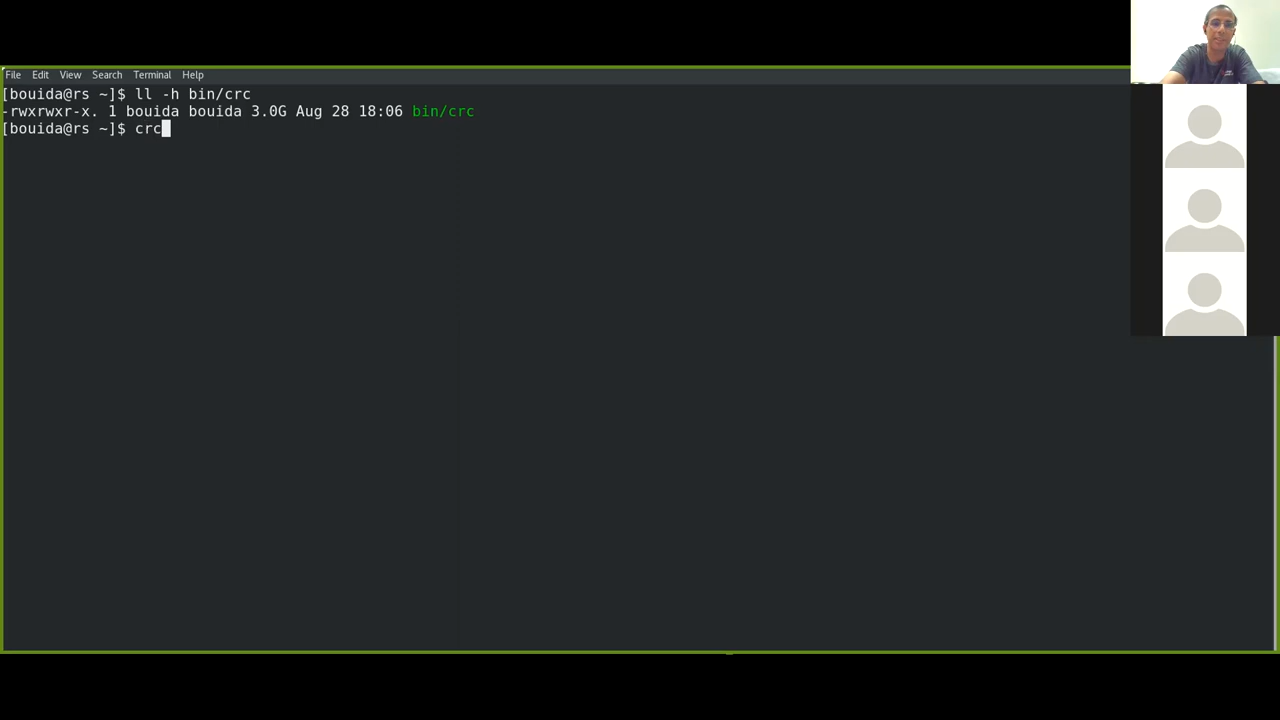 File Edit View Search Terminal Help
[bouida@rs ~]$ ll -h bin/crc
-rwxrwxr-x. 1 bouida bouida 3.0G Aug 28 18:06 bin/crc
[bouida@rs ~]$ crc